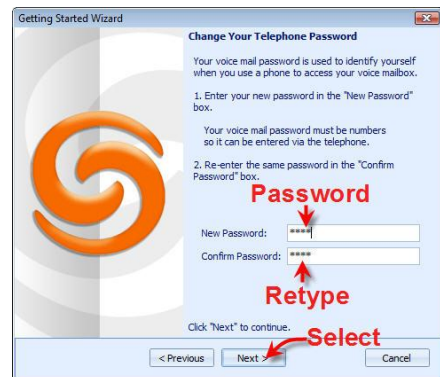 Getting Started Wizard
Change Your Telephone Password
Your voice mail password is used to identify yourself
when you use a phone to access your voice mailbox.
1. Enter your new password in the "New Password"
box.
Your voice mail password must be numbers
so it can be entered via the telephone.
2. Re-enter the same password in the "Confirm
Password" box.
Password
New Password: ****
Confirm Password: ****
Retype
Click "Next" to continue.
Select
< Previous Next > Cancel